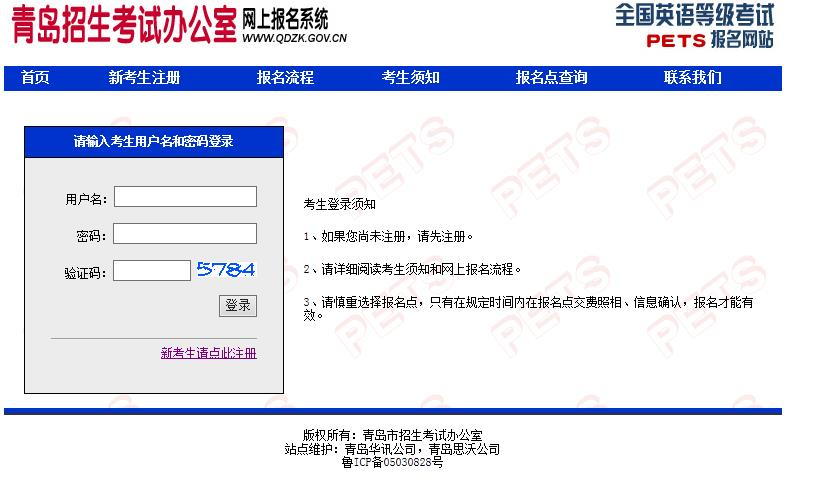 青岛招生考试办公室 网上报名系统
WWW.QDZK.GOV.CN
全国英语等级考试
PETS 报名网站
首页 新考生注册 报名流程 考生须知 报名点查询 联系我们
请输入考生用户名和密码登录
用户名：
密码：
验证码： 5784
登录
新考生请点此注册
考生登录须知
1、如果您尚未注册，请先注册。
2、请详细阅读考生须知和网上报名流程。
3、请慎重选择报名点，只有在规定时间内在报名点交费照相、信息确认，报名才能有
效。
PETS PETS PETS
PETS PETS PETS
版权所有：青岛市招生考试办公室
站点维护：青岛华讯公司，青岛思沃公司
鲁ICP备05030828号